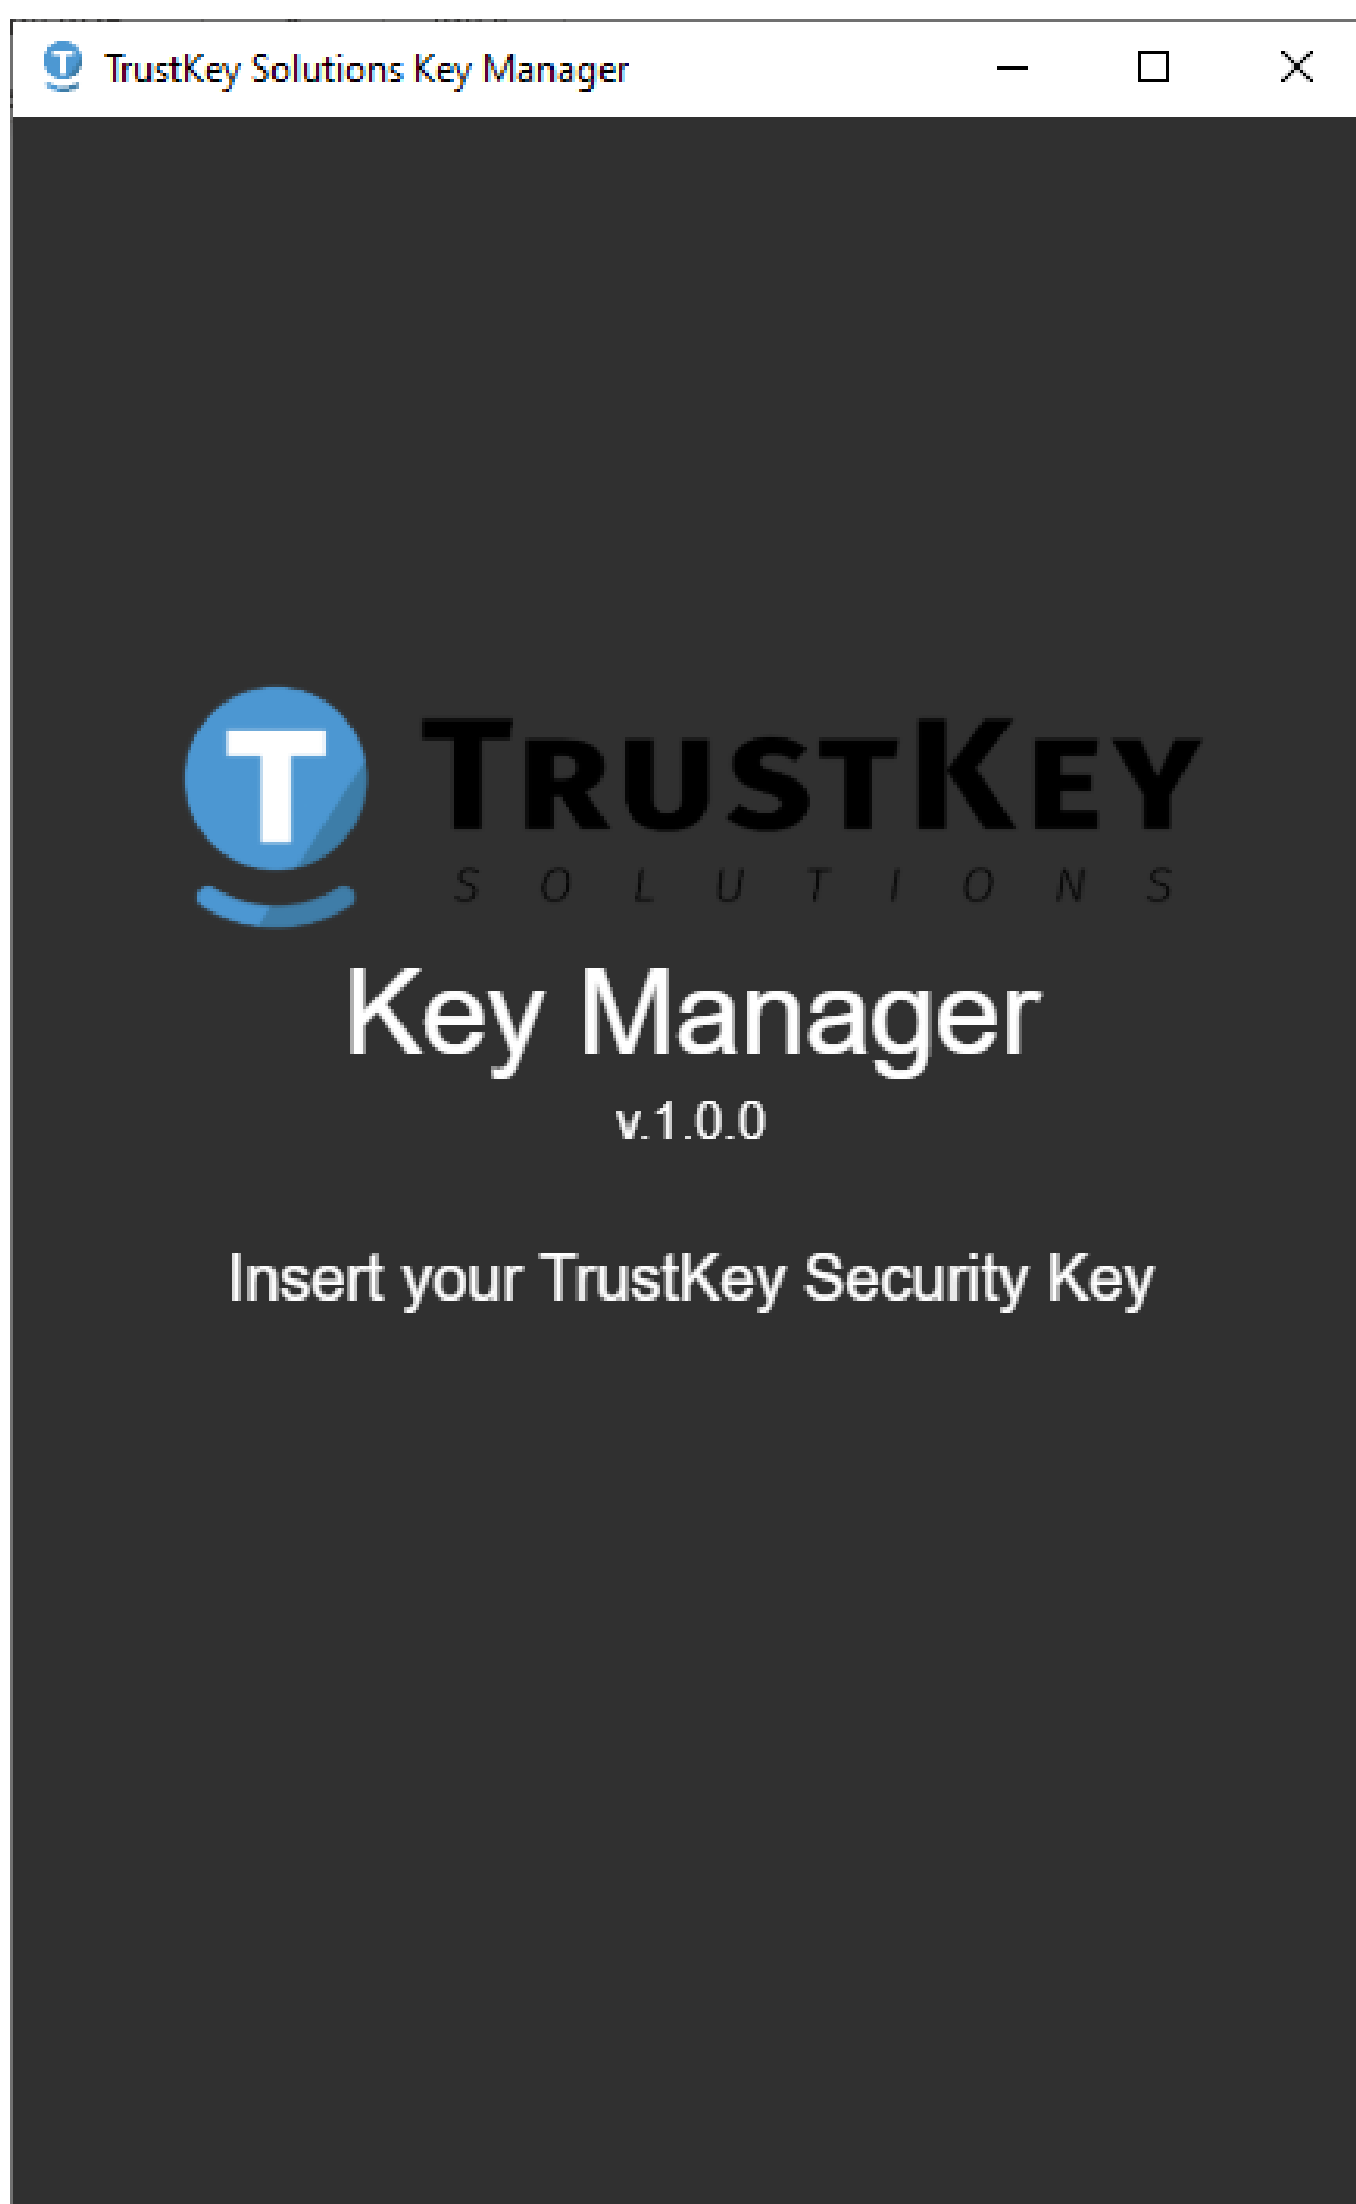 TrustKey Solutions Key Manager
T TRUSTKEY
SOLUTIONS
Key Manager
v.1.0.0
Insert your TrustKey Security Key